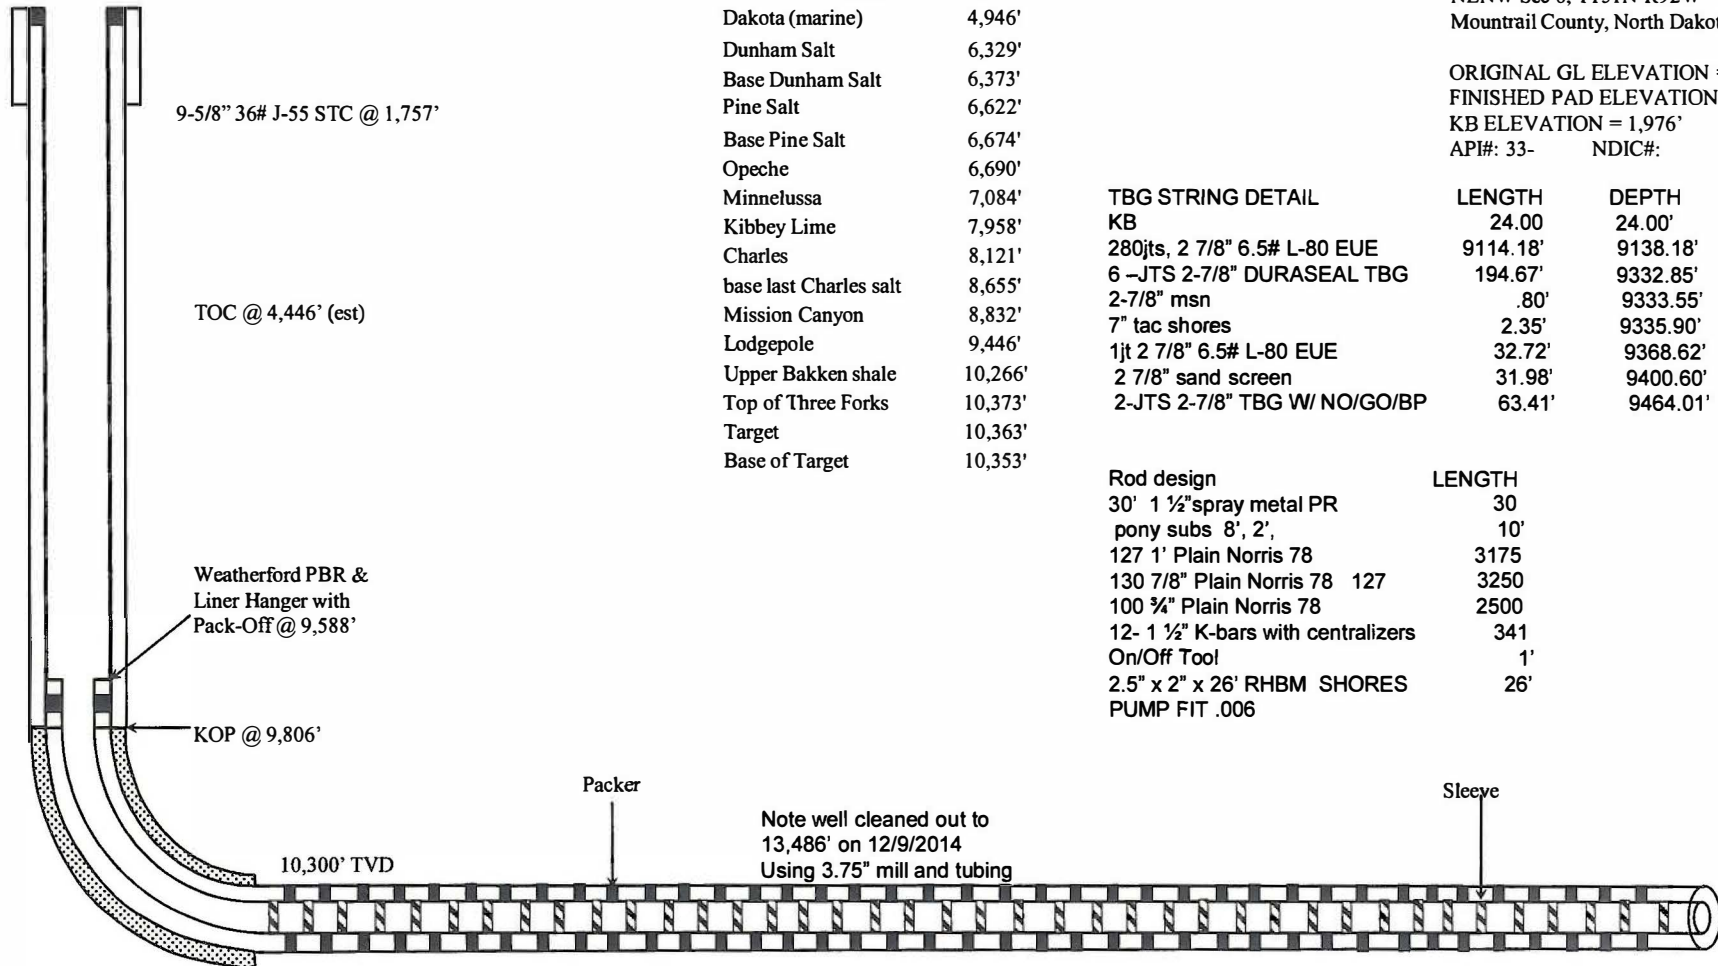 NENW Sec 6, T151N-R92W
Mountrail County, North Dakot
ORIGINAL GL ELEVATION =
FINISHED PAD ELEVATION
KB ELEVATION = 1,976'
API#: 33- NDIC#:
Dakota (marine) 4,946'
Dunham Salt 6,329'
Base Dunham Salt 6,373'
Pine Salt 6,622'
Base Pine Salt 6,674'
Opeche 6,690'
Minnelussa 7,084'
Kibbey Lime 7,958'
Charles 8,121'
base last Charles salt 8,655'
Mission Canyon 8,832'
Lodgepole 9,446'
Upper Bakken shale 10,266'
Top of Three Forks 10,373'
Target 10,363'
Base of Target 10,353'
9-5/8" 36# J-55 STC @ 1,757'
TOC @ 4,446' (est)
TBG STRING DETAIL LENGTH DEPTH
KB 24.00 24.00'
280jts, 2 7/8" 6.5# L-80 EUE 9114.18' 9138.18'
6 –JTS 2-7/8" DURASEAL TBG 194.67' 9332.85'
2-7/8" msn .80' 9333.55'
7" tac shores 2.35' 9335.90'
1jt 2 7/8" 6.5# L-80 EUE 32.72' 9368.62'
2 7/8" sand screen 31.98' 9400.60'
2-JTS 2-7/8" TBG W/ NO/GO/BP 63.41' 9464.01'
Rod design LENGTH
30' 1 ½"spray metal PR 30
pony subs 8', 2', 10'
127 1' Plain Norris 78 3175
130 7/8" Plain Norris 78 127 3250
100 ¾" Plain Norris 78 2500
12- 1 ½" K-bars with centralizers 341
On/Off Tool 1'
2.5" x 2" x 26' RHBM SHORES 26'
PUMP FIT .006
Weatherford PBR &
Liner Hanger with
Pack-Off @ 9,588'
KOP @ 9,806'
Packer
Sleeve
Note well cleaned out to
13,486' on 12/9/2014
Using 3.75" mill and tubing
10,300' TVD